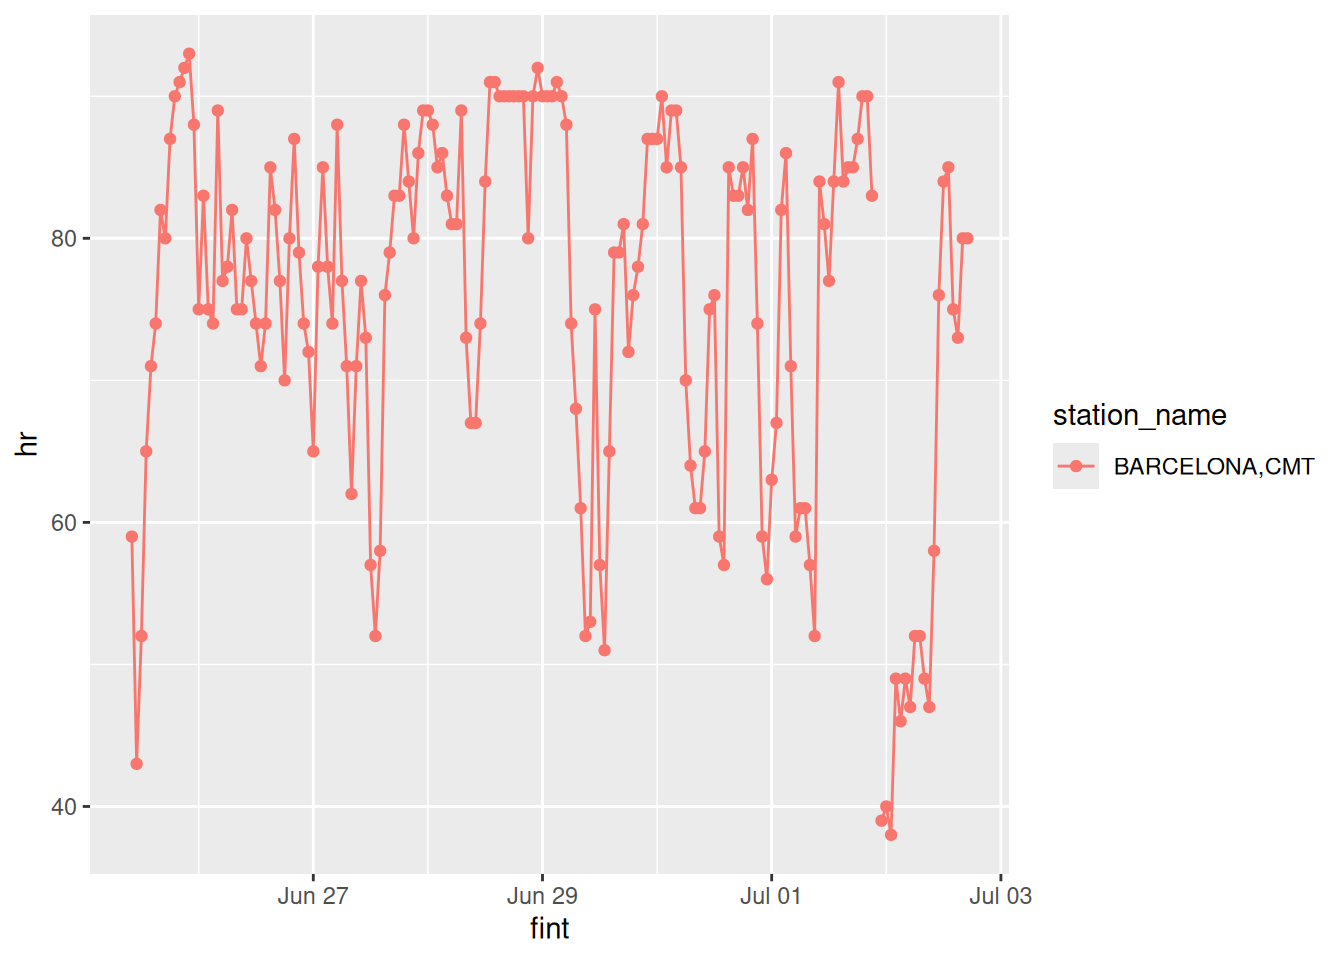 80
60
40
hr
Jun 27
Jun 29
Jul 01
Jul 03
fint
station_name
BARCELONA,CMT